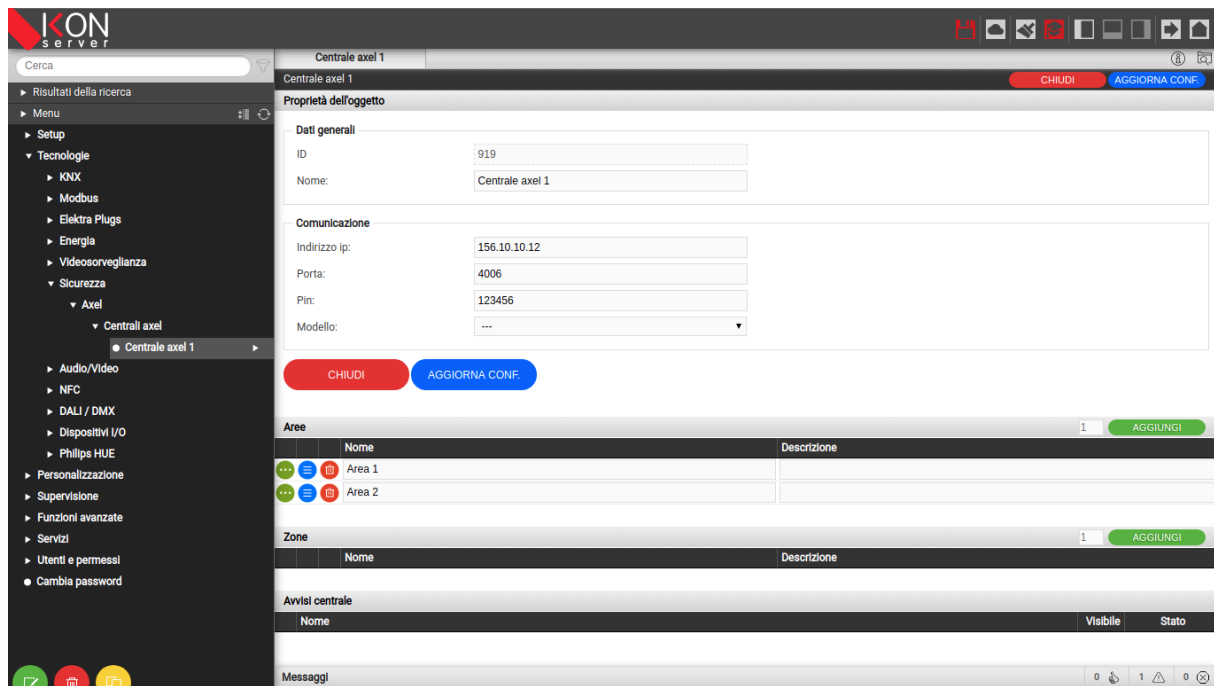 KON
server
Cerca
Risultati della ricerca
Menu
Setup
Tecnologie
KNX
Modbus
Elektra Plugs
Energia
Videosorveglianza
Sicurezza
Axel
Centrali axel
Centrale axel 1
Audio/Video
NFC
DALI / DMX
Dispositivi I/O
Philips HUE
Personalizzazione
Supervisione
Funzioni avanzate
Servizi
Utenti e permessi
Cambia password
Centrale axel 1
Centrale axel 1 CHIUDI AGGIORNA CONF.
Proprietà dell'oggetto
Dati generali
ID 919
Nome: Centrale axel 1
Comunicazione
Indirizzo ip: 156.10.10.12
Porta: 4006
Pin: 123456
Modello: ---
CHIUDI AGGIORNA CONF.
Aree 1 AGGIUNGI
Nome Descrizione
Area 1
Area 2
Zone 1 AGGIUNGI
Nome Descrizione
Avvisi centrale
Nome Visibile Stato
Messaggi 0 1 0